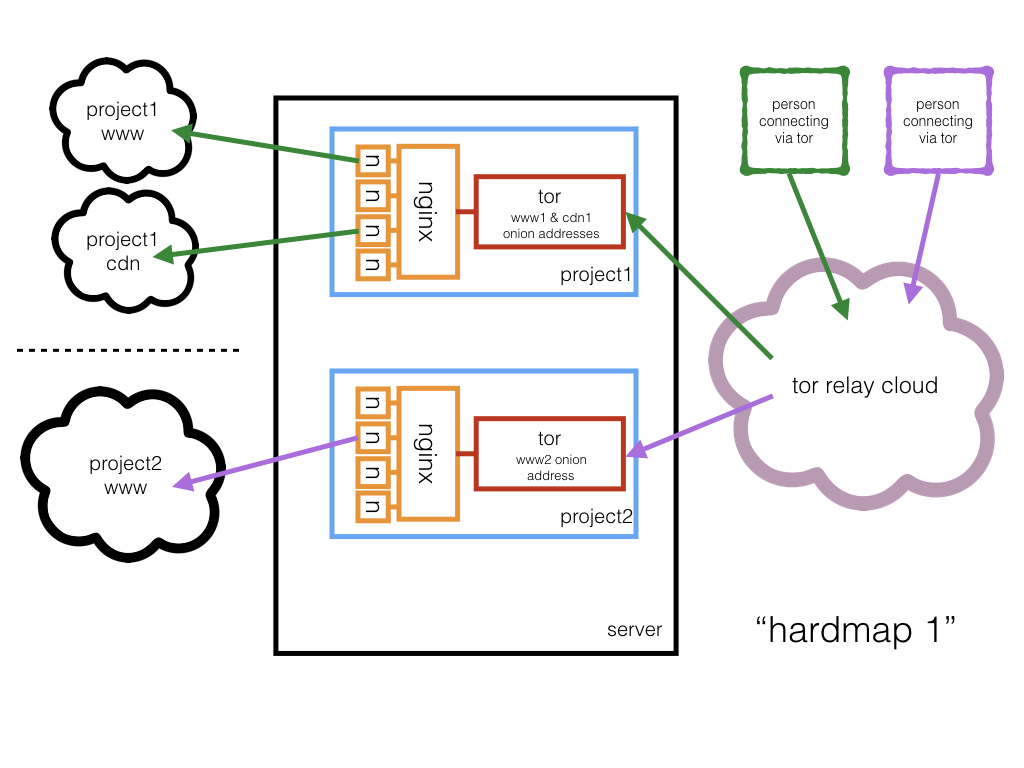 project1
www
project1
cdn
project2
www
n
n
n
n
nginx
tor
www1 & cdn1
onion addresses
project1
n
n
n
n
nginx
tor
www2 onion
address
project2
server
person
connecting
via tor
person
connecting
via tor
tor relay cloud
“hardmap 1”